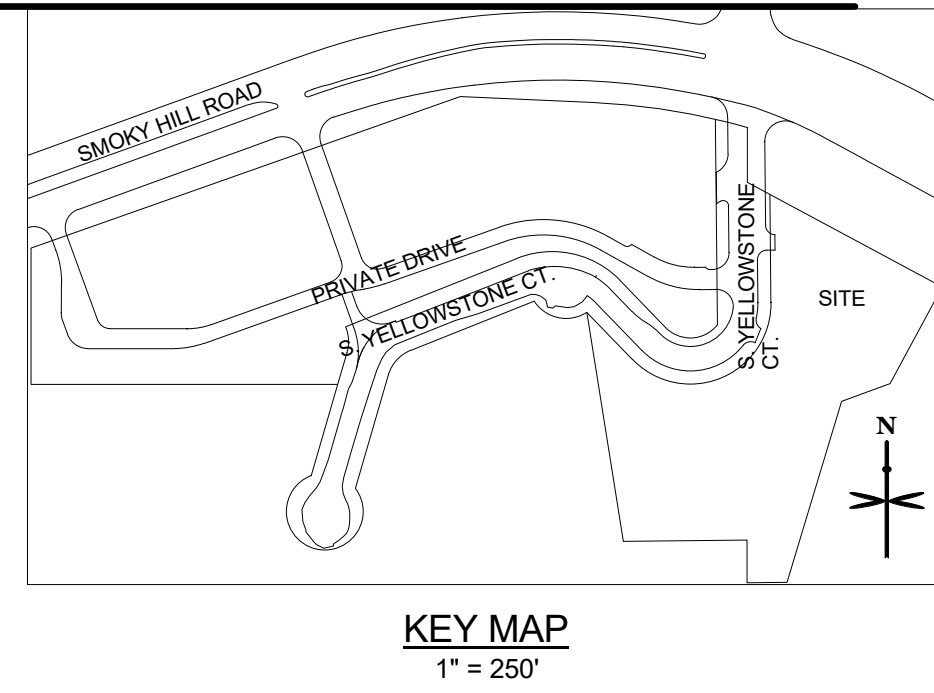 SMOKY HILL ROAD
PRIVATE DRIVE
S. YELLOWSTONE CT.
S. YELLOWSTONE
CT.
SITE
N
KEY MAP
1" = 250'